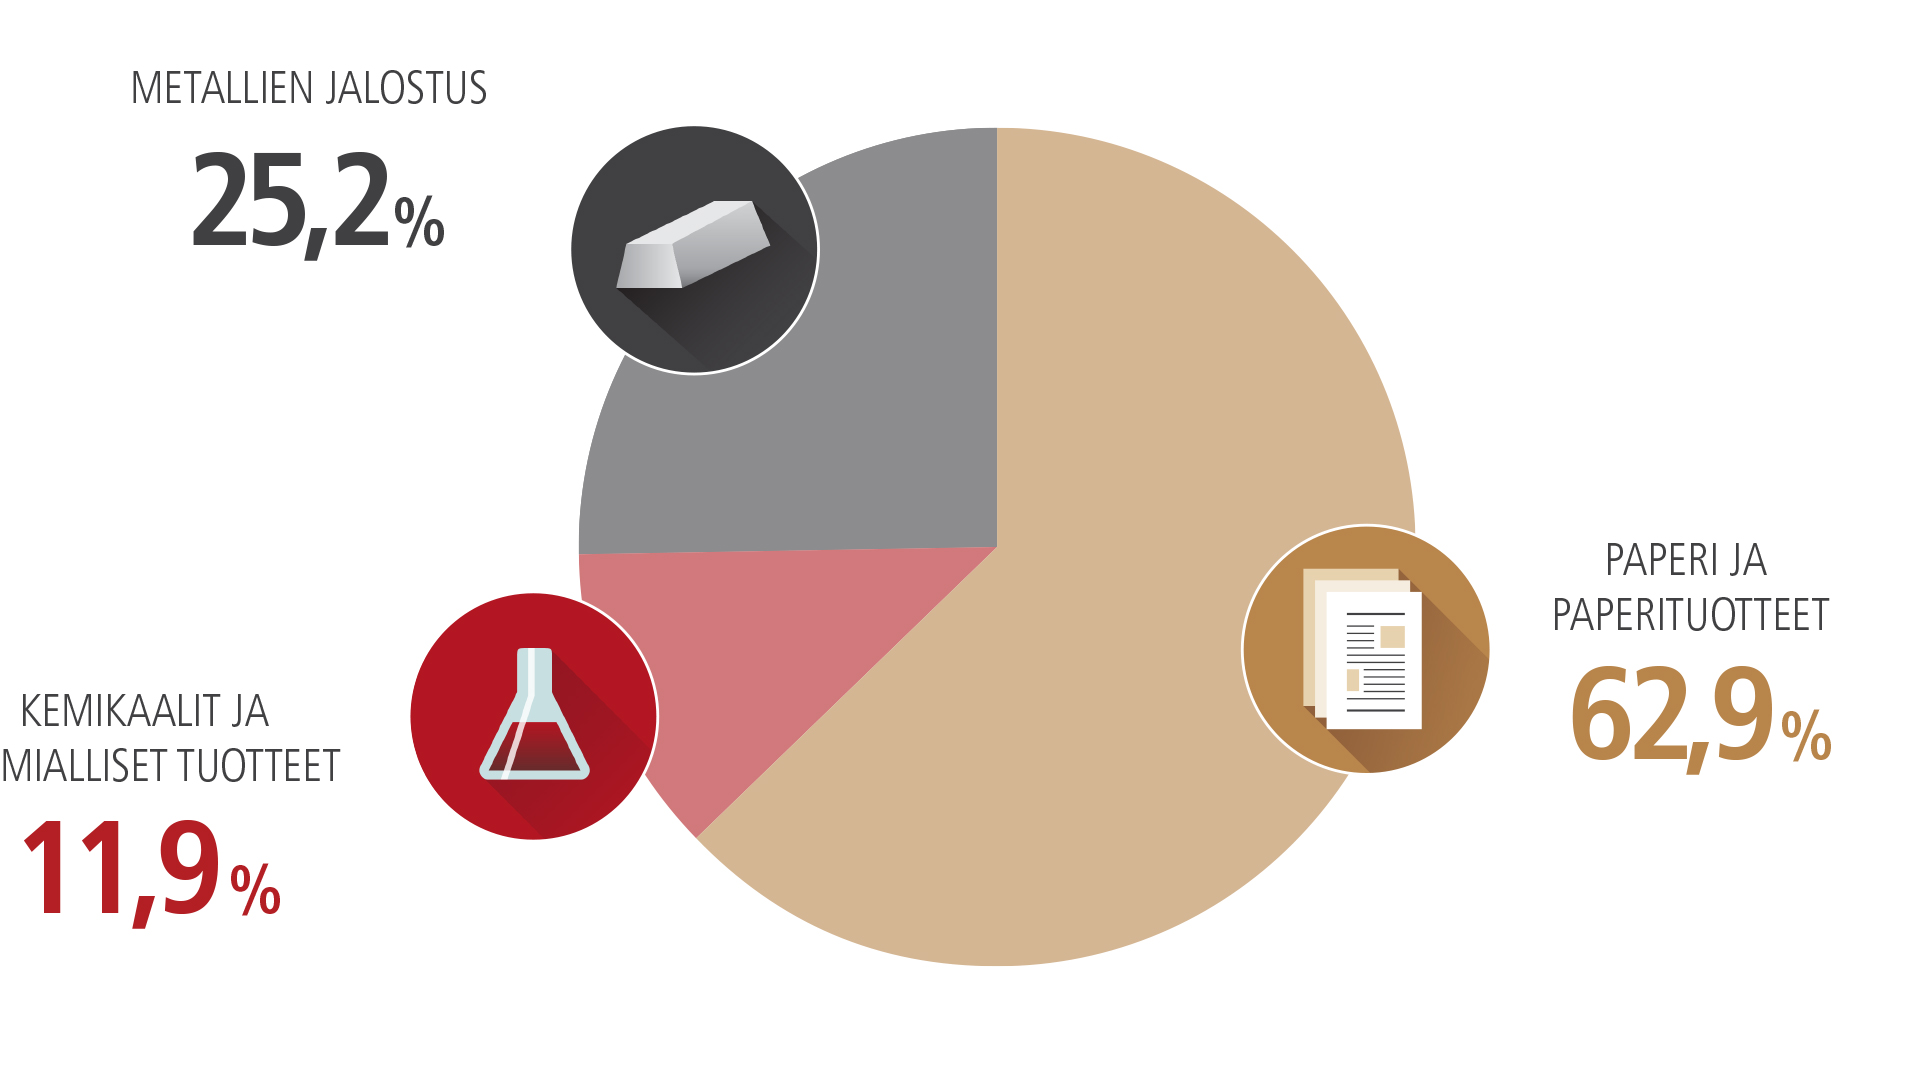 METALLIEN JALOSTUS
25,2 %
PAPERI JA
PAPERITUOTTEET
62,9 %
KEMIKAALIT JA
MIALLISET TUOTTEET
11,9 %